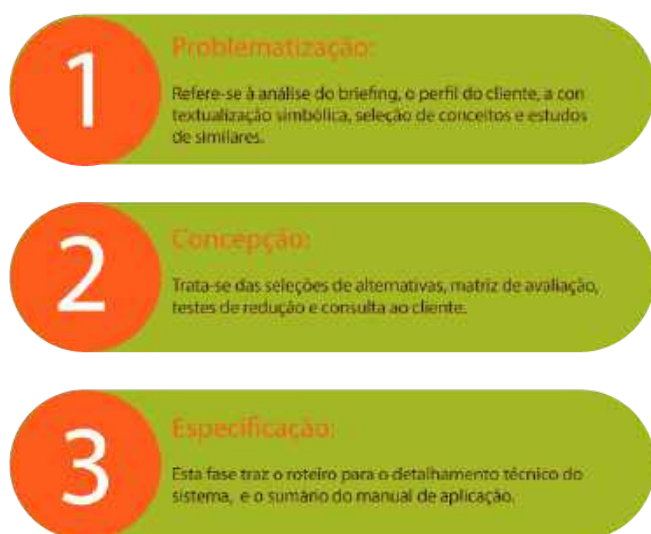 1
Problematização:
Refere-se à análise do briefing, o perfil do cliente, a con
textualização simbólica, seleção de conceitos e estudos
de similares.
2
Concepção:
Trata-se das seleções de alternativas, matriz de avaliação,
testes de redução e consulta ao cliente.
3
Especificação:
Esta fase traz o roteiro para o detalhamento técnico do
sistema, e o sumário do manual de aplicação.